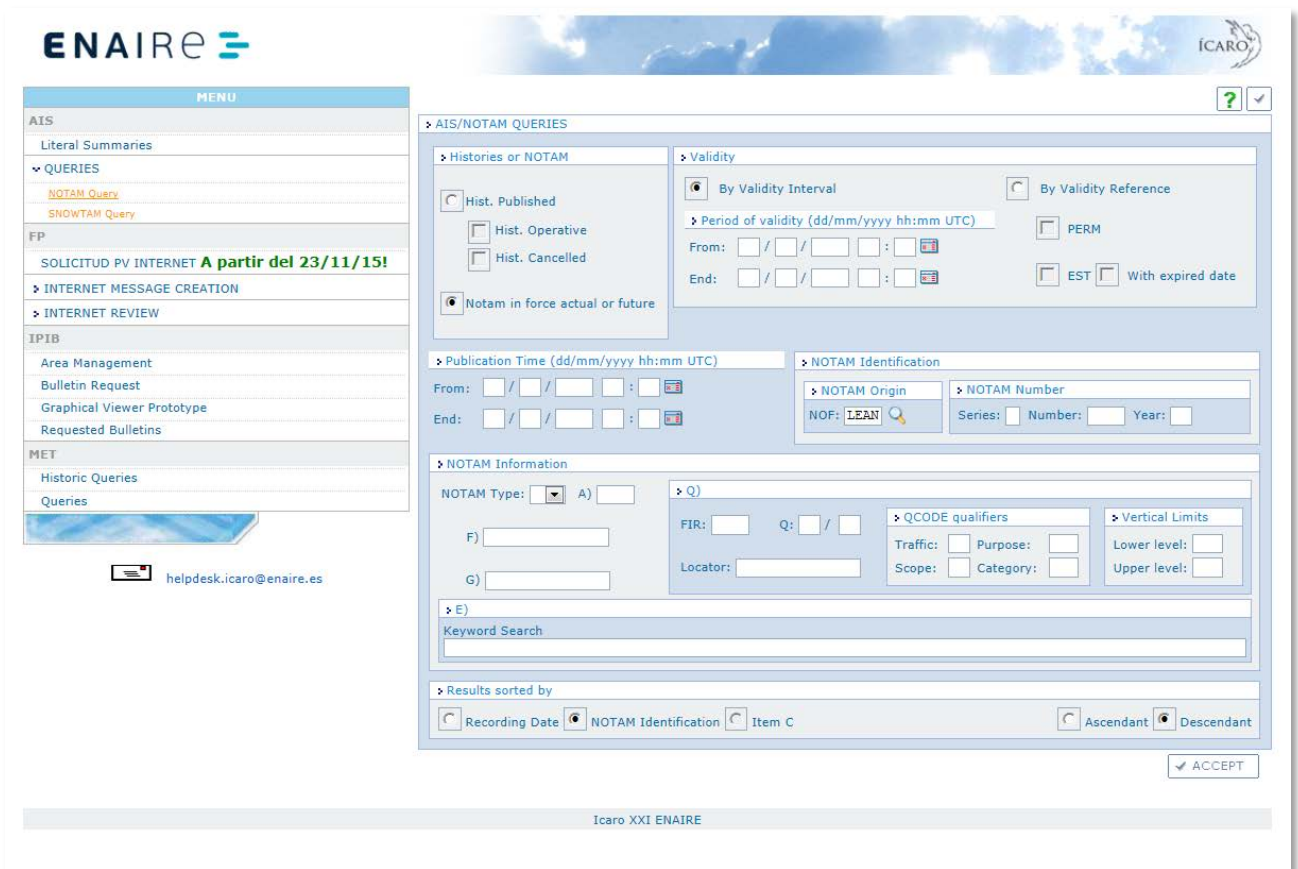 ENAIRE
ÍCARO
MENU
AIS
Literal Summaries
QUERIES
NOTAM Query
SNOWTAM Query
FP
SOLICITUD PV INTERNET A partir del 23/11/15!
INTERNET MESSAGE CREATION
INTERNET REVIEW
IPIB
Area Management
Bulletin Request
Graphical Viewer Prototype
Requested Bulletins
MET
Historic Queries
Queries
helpdesk.icaro@enaire.es
?
AIS/NOTAM QUERIES
Histories or NOTAM
Hist. Published
Hist. Operative
Hist. Cancelled
Notam in force actual or future
Validity
By Validity Interval
By Validity Reference
Period of validity (dd/mm/yyyy hh:mm UTC)
From: / / :
End: / / :
PERM
EST With expired date
Publication Time (dd/mm/yyyy hh:mm UTC)
From: / / :
End: / / :
NOTAM Identification
NOTAM Origin
NOF: LEAN
NOTAM Number
Series: Number: Year:
NOTAM Information
NOTAM Type: A)
F)
G)
Q)
FIR: Q: /
Locator:
QCODE qualifiers
Traffic: Purpose:
Scope: Category:
Vertical Limits
Lower level:
Upper level:
E)
Keyword Search
Results sorted by
Recording Date NOTAM Identification Item C Ascendant Descendant
ACCEPT
Icaro XXI ENAIRE